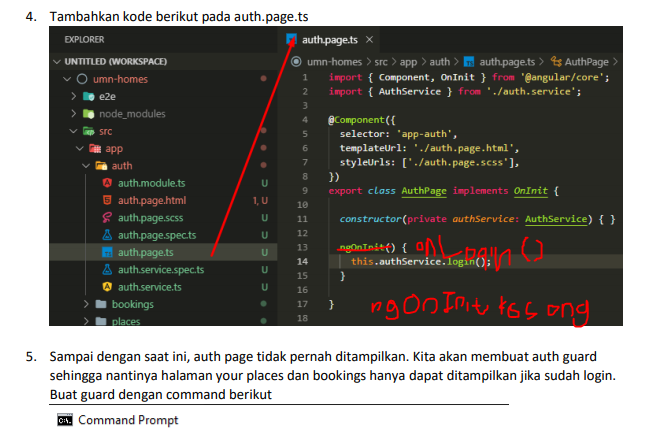 4. Tambahkan kode berikut pada auth.page.ts
EXPLORER
auth.page.ts ×
UNTITLED (WORKSPACE)
umn-homes > src > app > auth > auth.page.ts > AuthPage >
umn-homes
e2e
node_modules
src
app
auth
auth.module.ts U
auth.page.html 1, U
auth.page.scss U
auth.page.spec.ts U
auth.page.ts U
auth.service.spec.ts U
auth.service.ts U
bookings
places
1 import { Component, OnInit } from '@angular/core';
2 import { AuthService } from './auth.service';
3
4 @Component({
5 selector: 'app-auth',
6 templateUrl: './auth.page.html',
7 styleUrls: ['./auth.page.scss'],
8 })
9 export class AuthPage implements OnInit {
10
11 constructor(private authService: AuthService) { }
12
13 ngOnInit() { onLogin()
14 this.authService.login();
15 }
16
17 }
18
ngOnInit kosong
5. Sampai dengan saat ini, auth page tidak pernah ditampilkan. Kita akan membuat auth guard
sehingga nantinya halaman your places dan bookings hanya dapat ditampilkan jika sudah login.
Buat guard dengan command berikut
Command Prompt